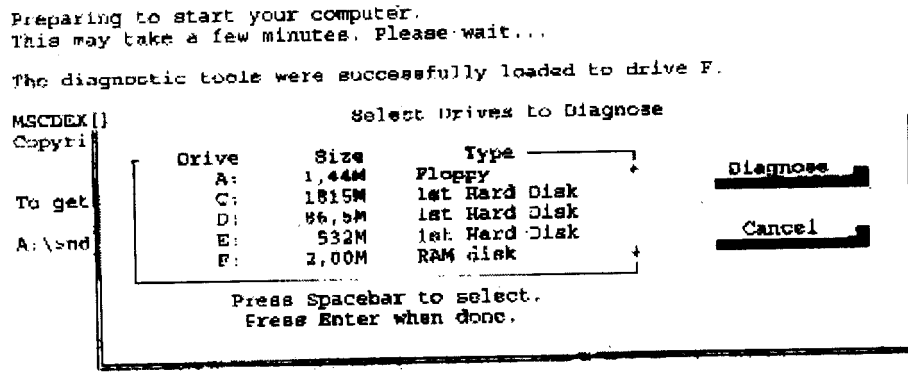 Preparing to start your computer.
This may take a few minutes. Please wait...
The diagnostic tools were successfully loaded to drive F.
MSCDEX[]
Copyri
To get
A:\>nd
Select Drives to Diagnose
Drive Size Type
A: 1,44M Floppy
C: 1815M 1st Hard Disk
D: 86,5M 1st Hard Disk
E: 532M 1st Hard Disk
F: 2,00M RAM disk
Press Spacebar to select.
Press Enter when done.
Diagnose
Cancel